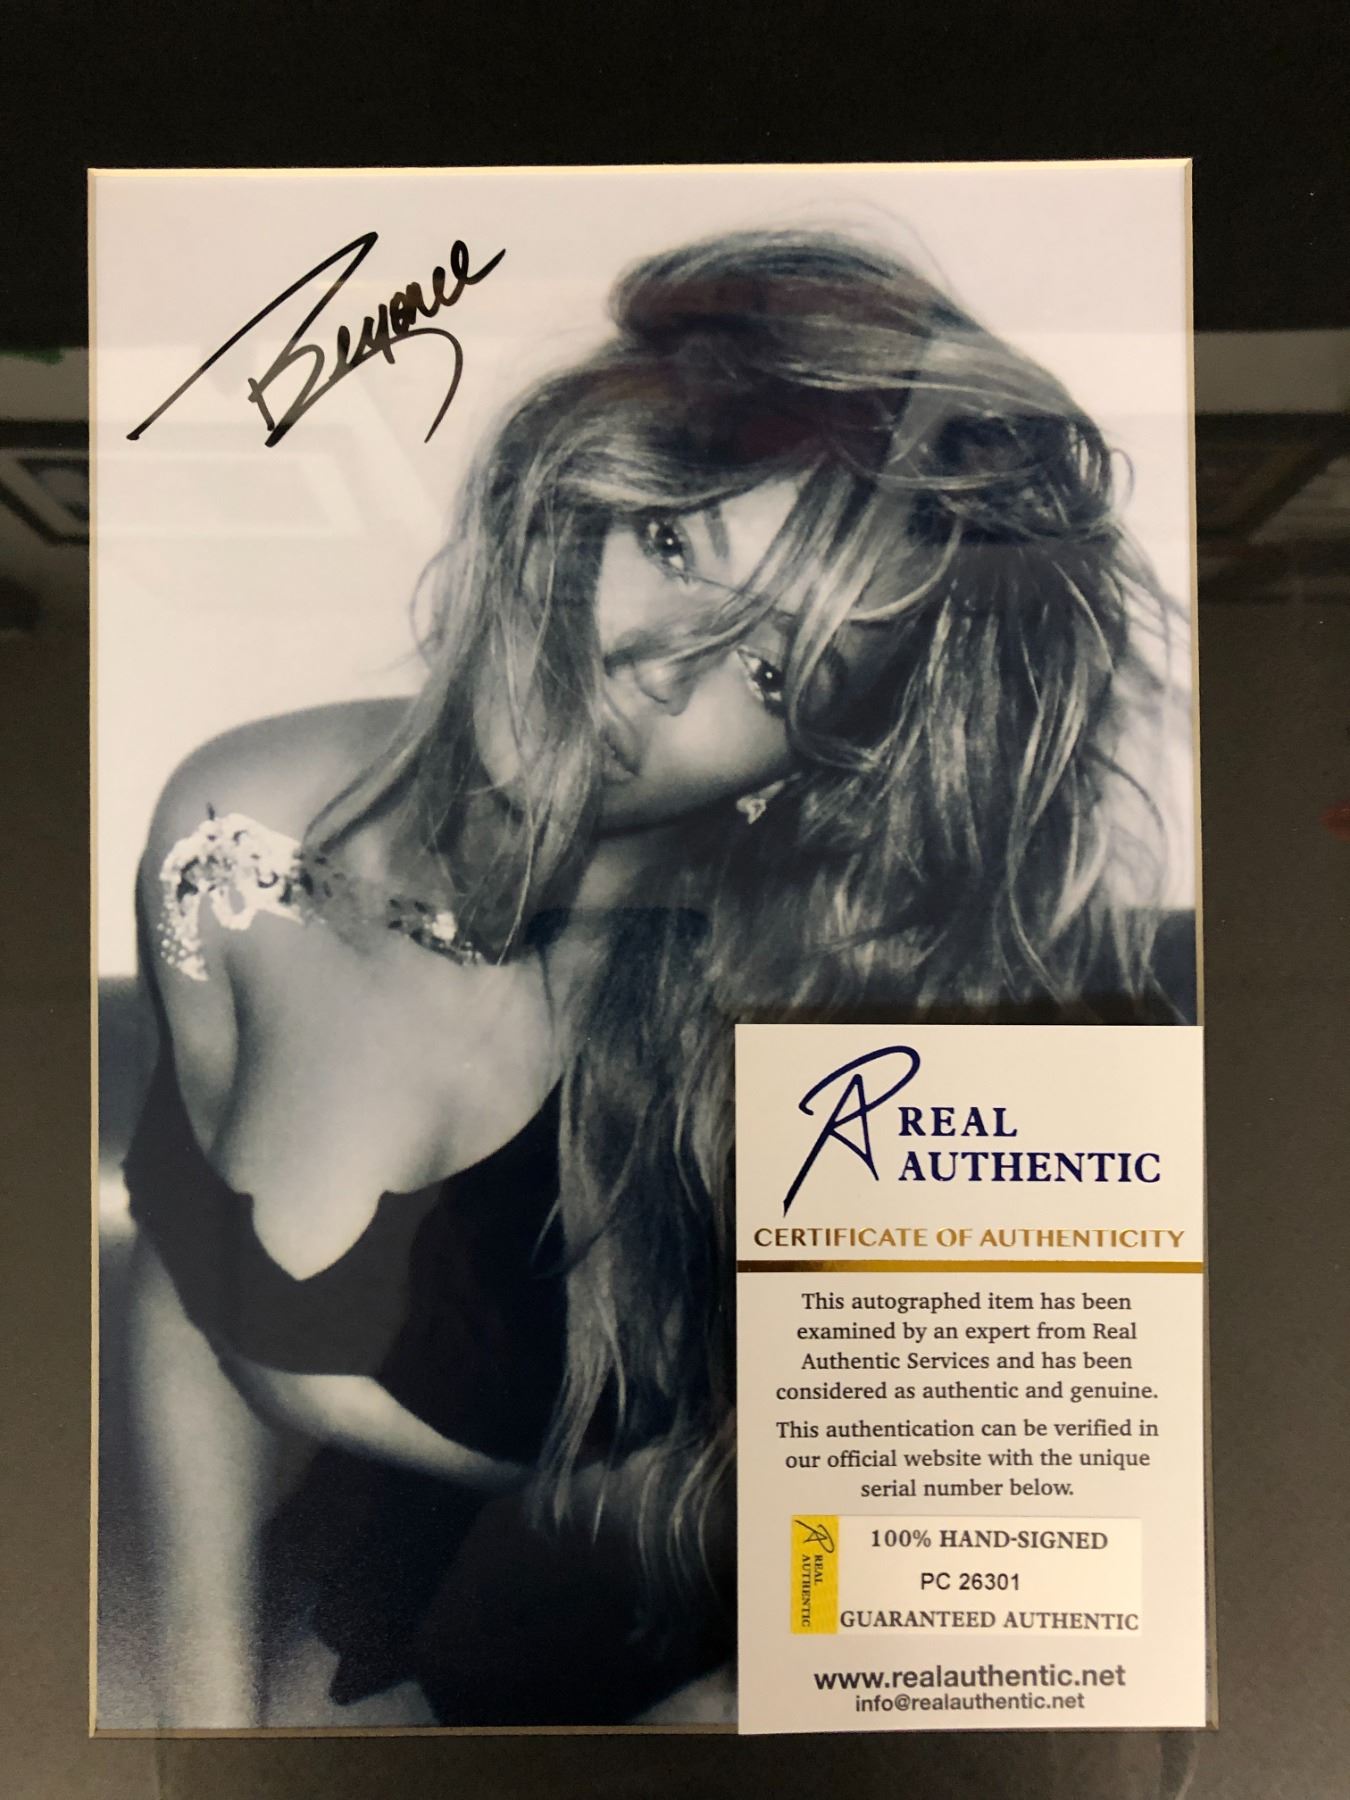 Beyonce
REAL
AUTHENTIC
CERTIFICATE OF AUTHENTICITY
This autographed item has been
examined by an expert from Real
Authentic Services and has been
considered as authentic and genuine.
This authentication can be verified in
our official website with the unique
serial number below.
REAL
AUTHENTIC
100% HAND-SIGNED
PC 26301
GUARANTEED AUTHENTIC
www.realauthentic.net
info@realauthentic.net